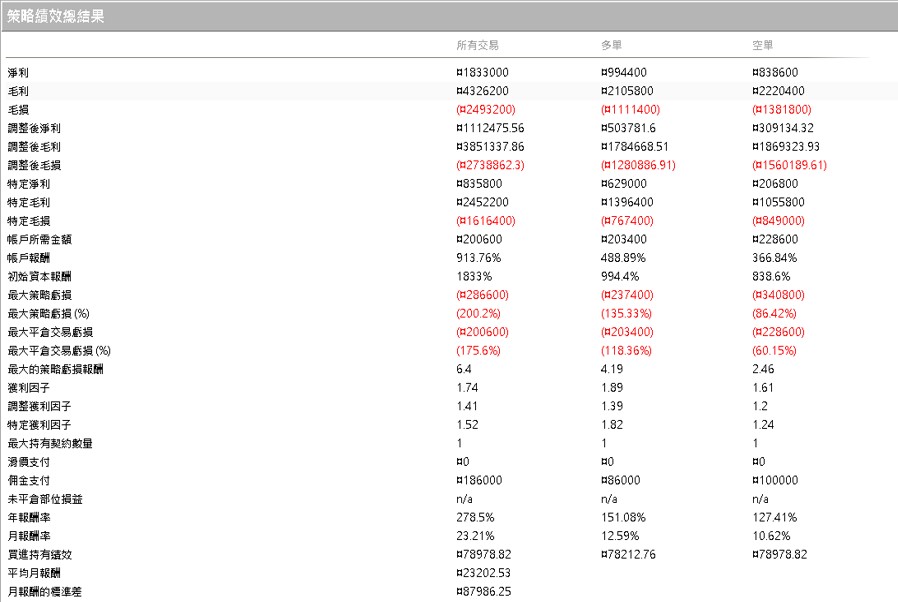 策略績效總結果
所有交易 多單 空單
淨利 ¤1833000 ¤994400 ¤838600
毛利 ¤4326200 ¤2105800 ¤2220400
毛損 (¤2493200) (¤1111400) (¤1381800)
調整後淨利 ¤1112475.56 ¤503781.6 ¤309134.32
調整後毛利 ¤3851337.86 ¤1784668.51 ¤1869323.93
調整後毛損 (¤2738862.3) (¤1280886.91) (¤1560189.61)
特定淨利 ¤835800 ¤629000 ¤206800
特定毛利 ¤2452200 ¤1396400 ¤1055800
特定毛損 (¤1616400) (¤767400) (¤849000)
帳戶所需金額 ¤200600 ¤203400 ¤228600
帳戶報酬 913.76% 488.89% 366.84%
初始資本報酬 1833% 994.4% 838.6%
最大策略虧損 (¤286600) (¤237400) (¤340800)
最大策略虧損 (%) (200.2%) (135.33%) (86.42%)
最大平倉交易虧損 (¤200600) (¤203400) (¤228600)
最大平倉交易虧損 (%) (175.6%) (118.36%) (60.15%)
最大的策略虧損報酬 6.4 4.19 2.46
獲利因子 1.74 1.89 1.61
調整獲利因子 1.41 1.39 1.2
特定獲利因子 1.52 1.82 1.24
最大持有契約數量 1 1 1
滑價支付 ¤0 ¤0 ¤0
佣金支付 ¤186000 ¤86000 ¤100000
未平倉部位損益 n/a n/a n/a
年報酬率 278.5% 151.08% 127.41%
月報酬率 23.21% 12.59% 10.62%
買進持有績效 ¤78978.82 ¤78212.76 ¤78978.82
平均月報酬 ¤23202.53
月報酬的標準差 ¤87986.25